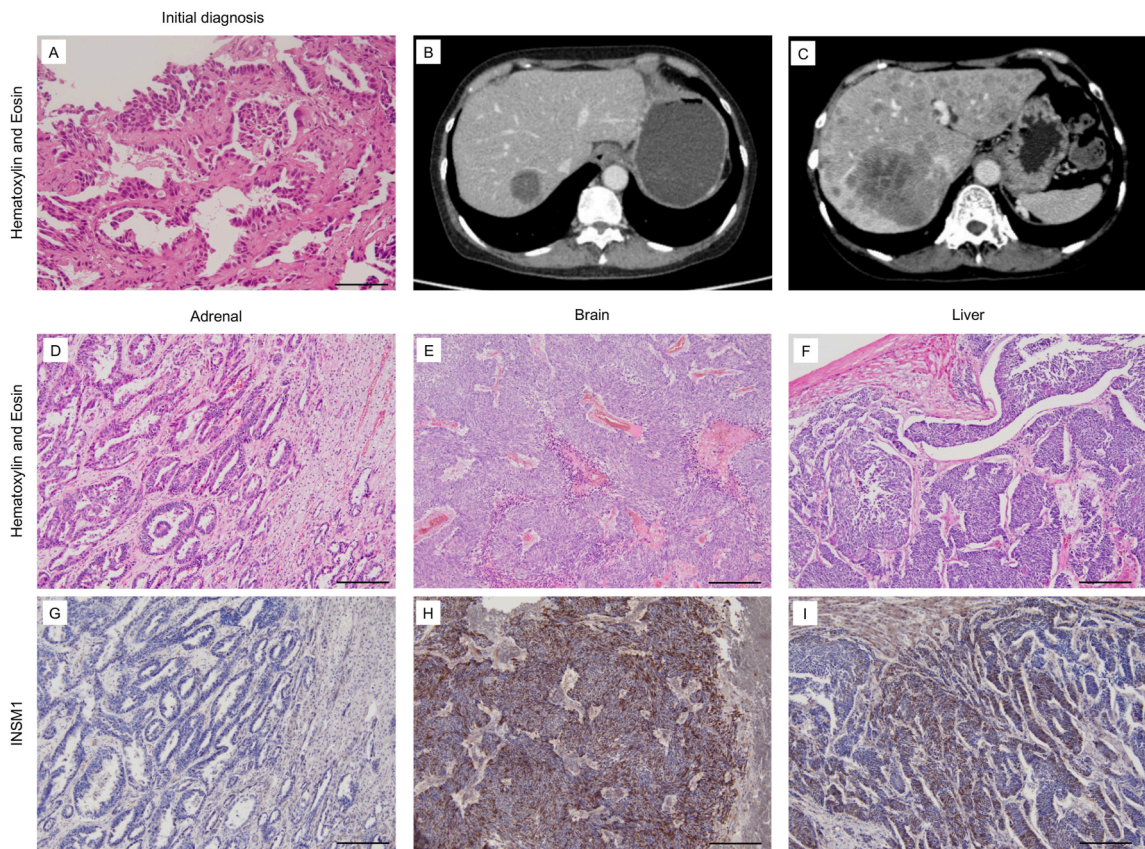 Initial diagnosis
Hematoxylin and Eosin
A
B
C
Adrenal
Brain
Liver
Hematoxylin and Eosin
D
E
F
INSM1
G
H
I